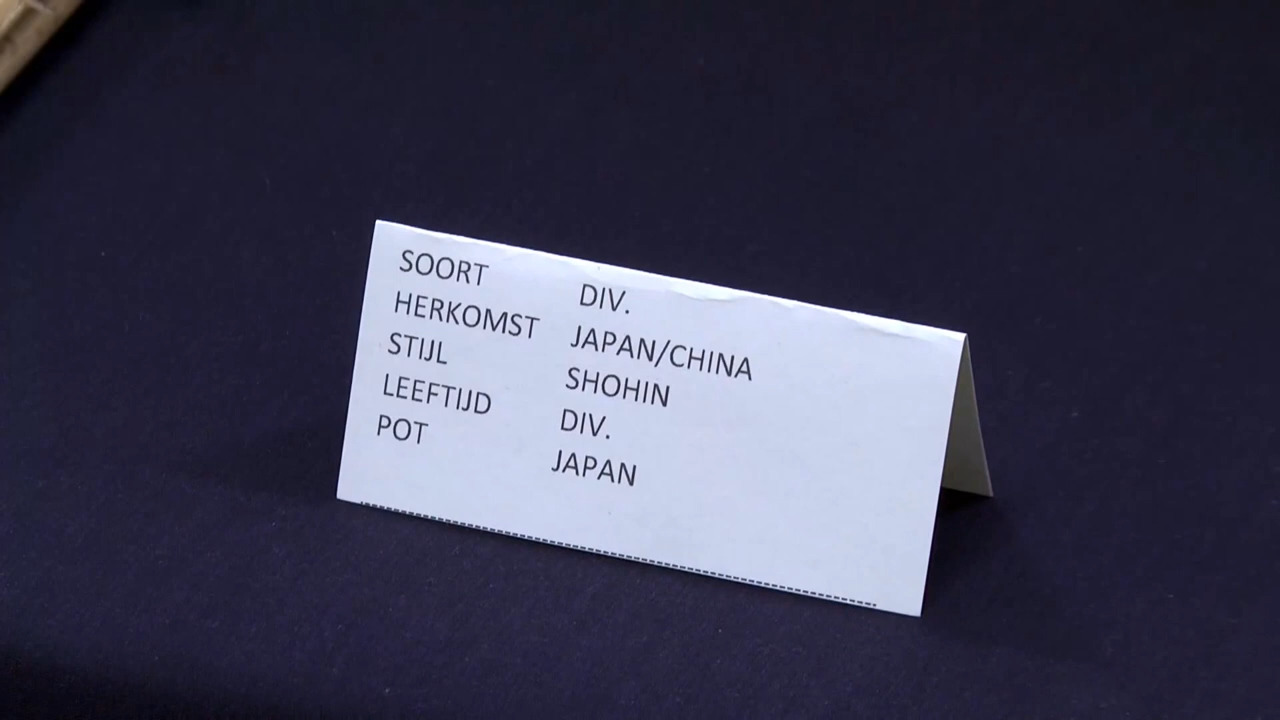 SOORT DIV.
HERKOMST JAPAN/CHINA
STIJL SHOHIN
LEEFTIJD DIV.
POT JAPAN